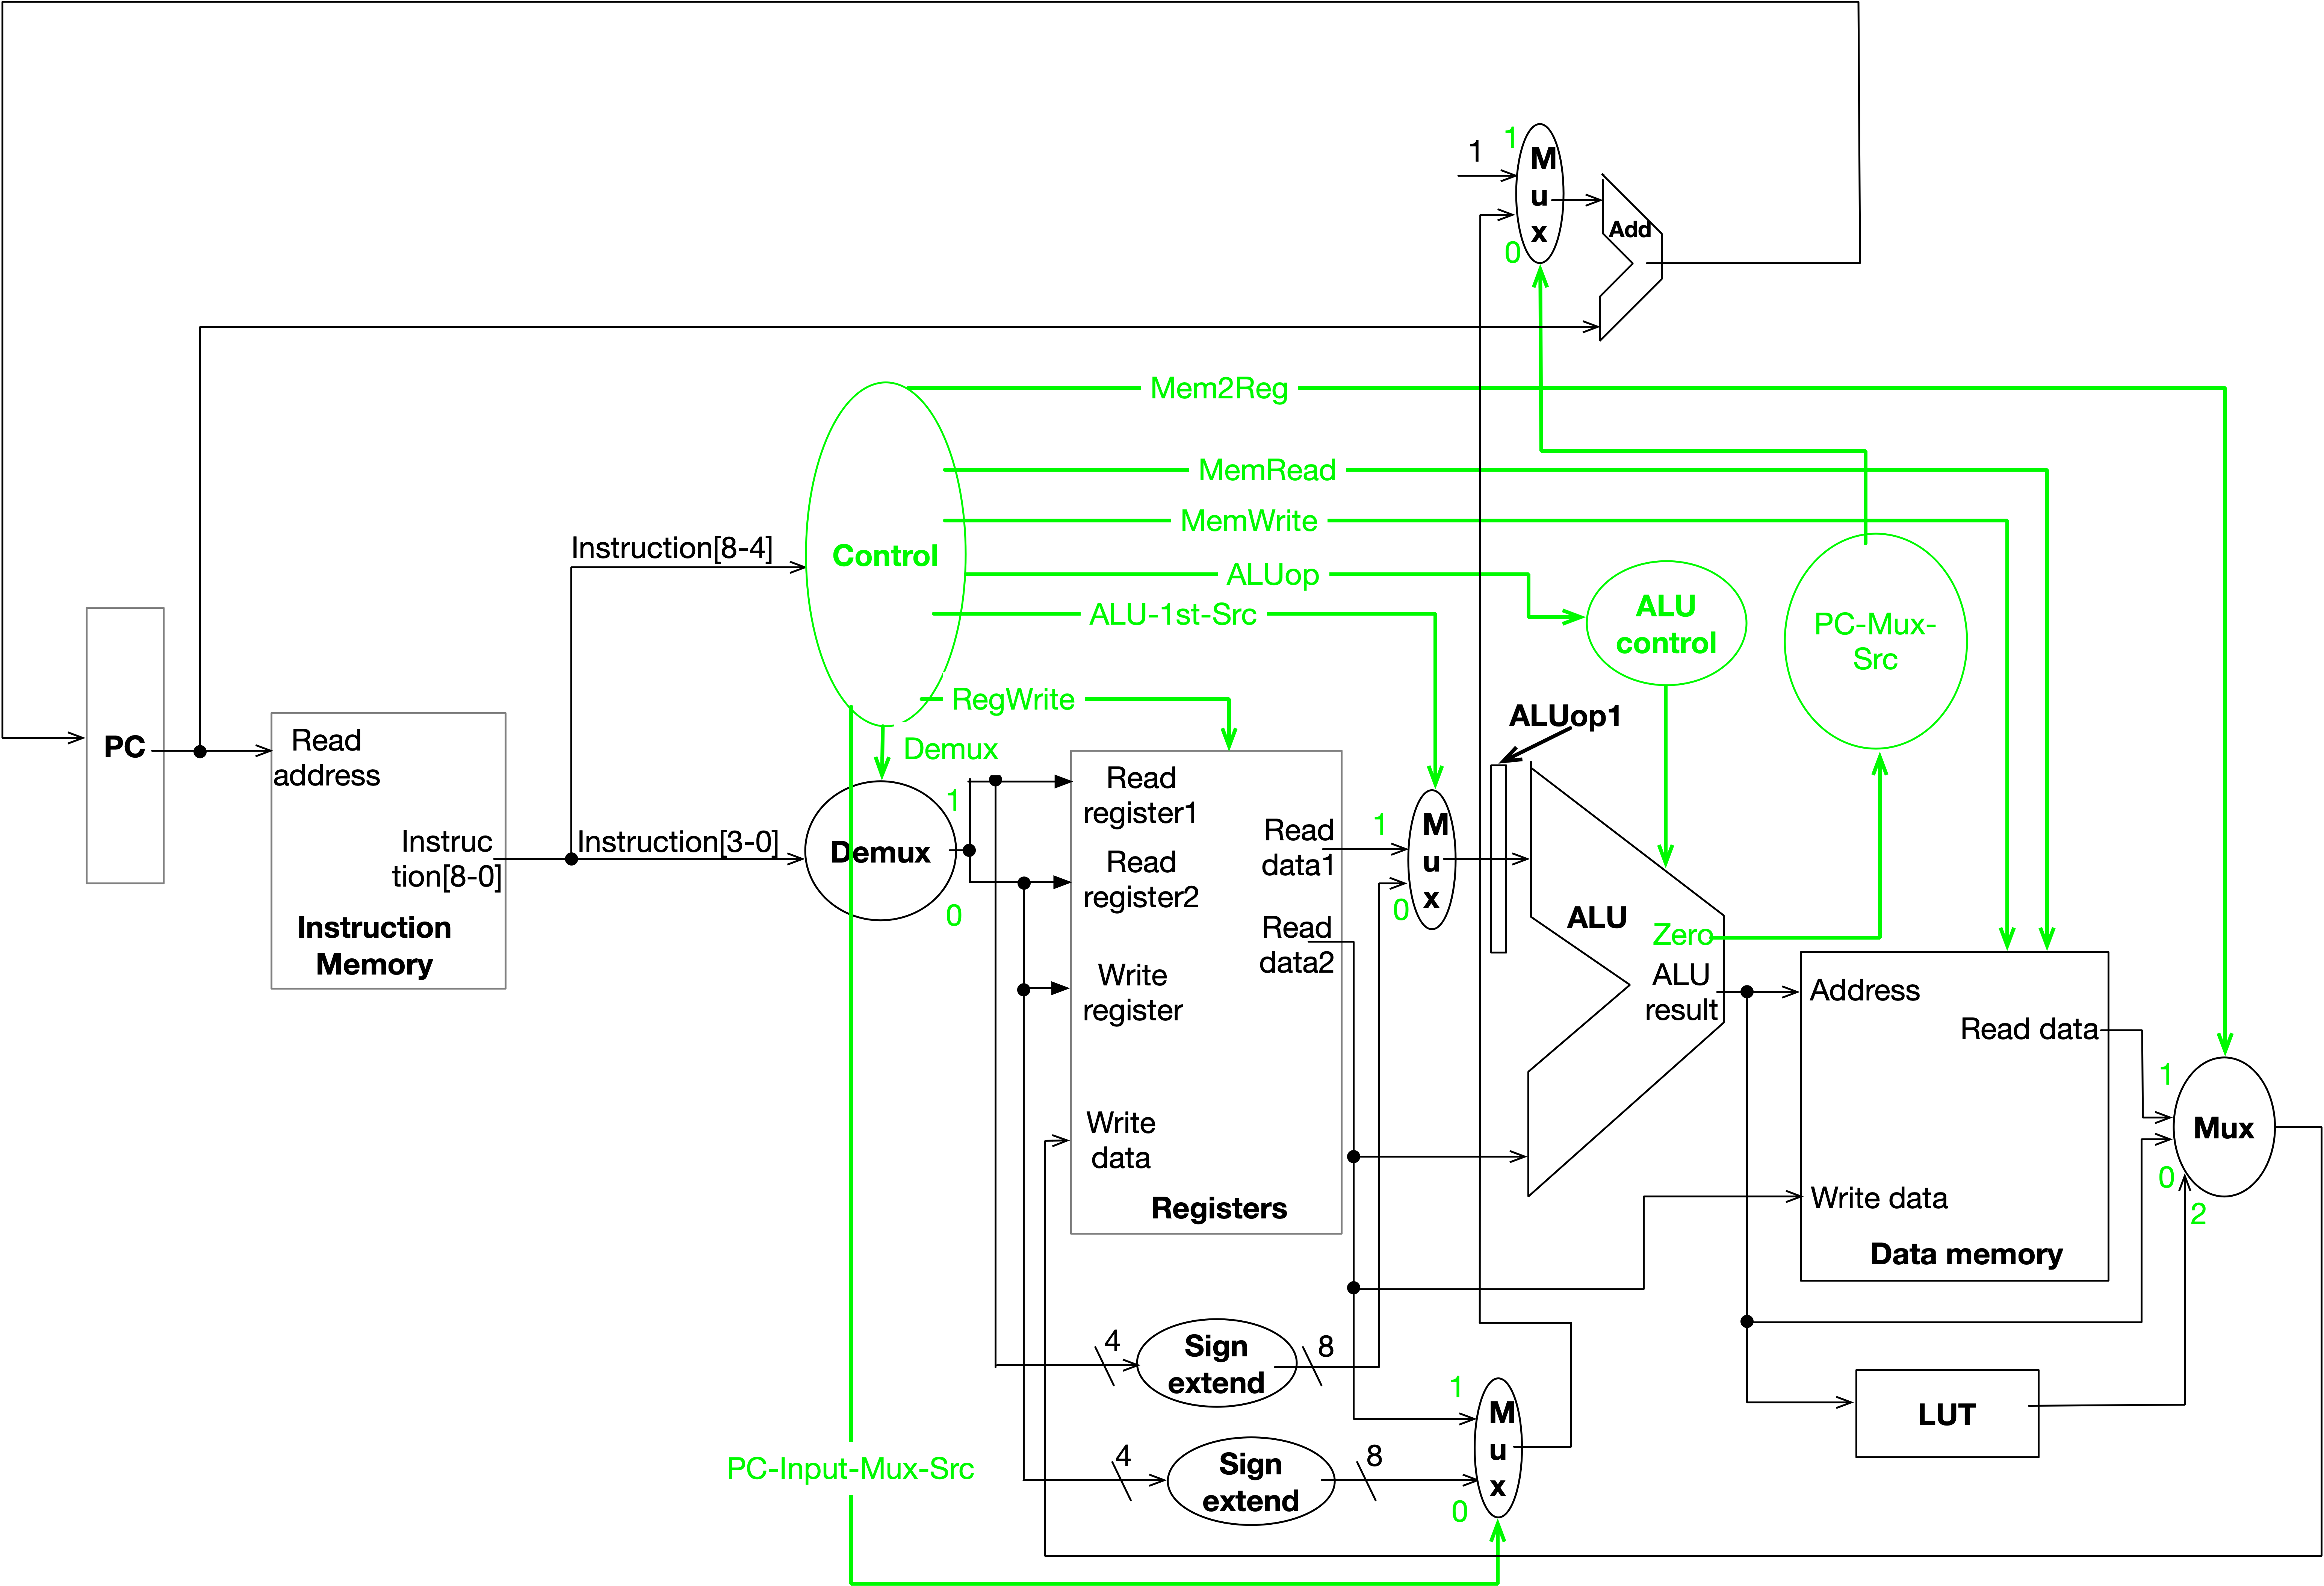 1
1
M
u
x
0
Add
Mem2Reg
MemRead
MemWrite
Instruction[8-4]
Control
ALUop
ALU-1st-Src
ALU
control
PC-Mux-
Src
RegWrite
ALUop1
PC
Read
address
Instruc
tion[8-0]
Instruction
Memory
Instruction[3-0]
Demux
Demux
1
0
Read
register1
Read
register2
Write
register
Write
data
Read
data1
Read
data2
Registers
1
M
u
x
0
ALU
Zero
ALU
result
Address
Read data
Write data
Data memory
1
Mux
0
2
LUT
4
Sign
extend
8
4
Sign
extend
8
1
M
u
x
0
PC-Input-Mux-Src